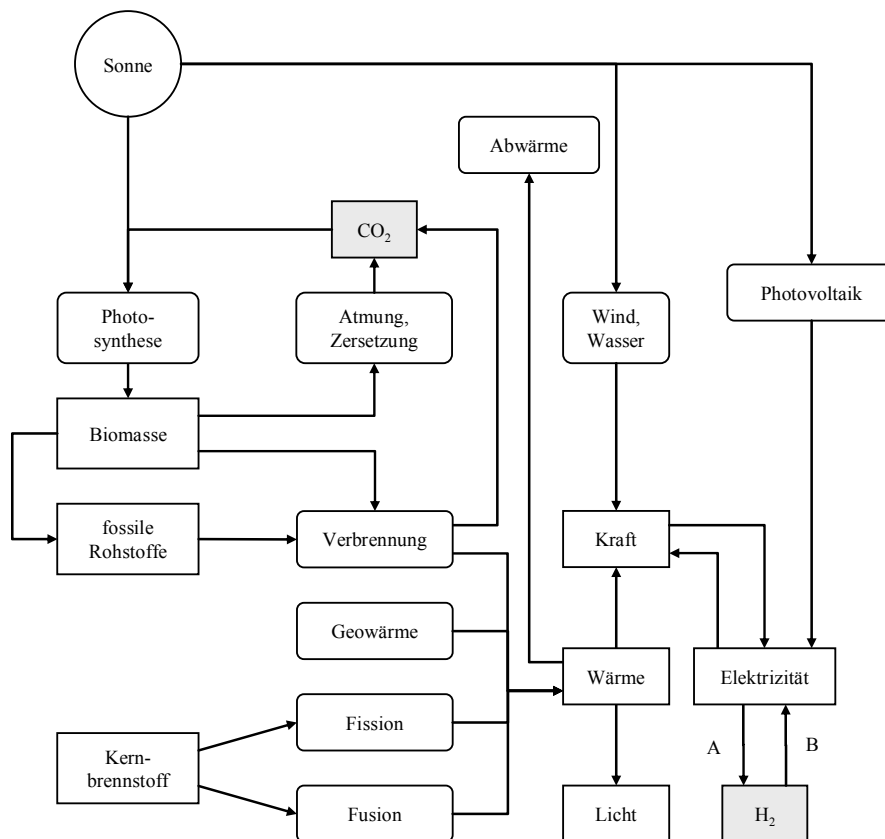 Sonne
Abwärme
CO₂
Photovoltaik
Photo-
synthese
Atmung,
Zersetzung
Wind,
Wasser
Biomasse
fossile
Rohstoffe
Verbrennung
Kraft
Geowärme
Wärme
Elektrizität
Fission
Kern-
brennstoff
A
B
Fusion
Licht
H₂